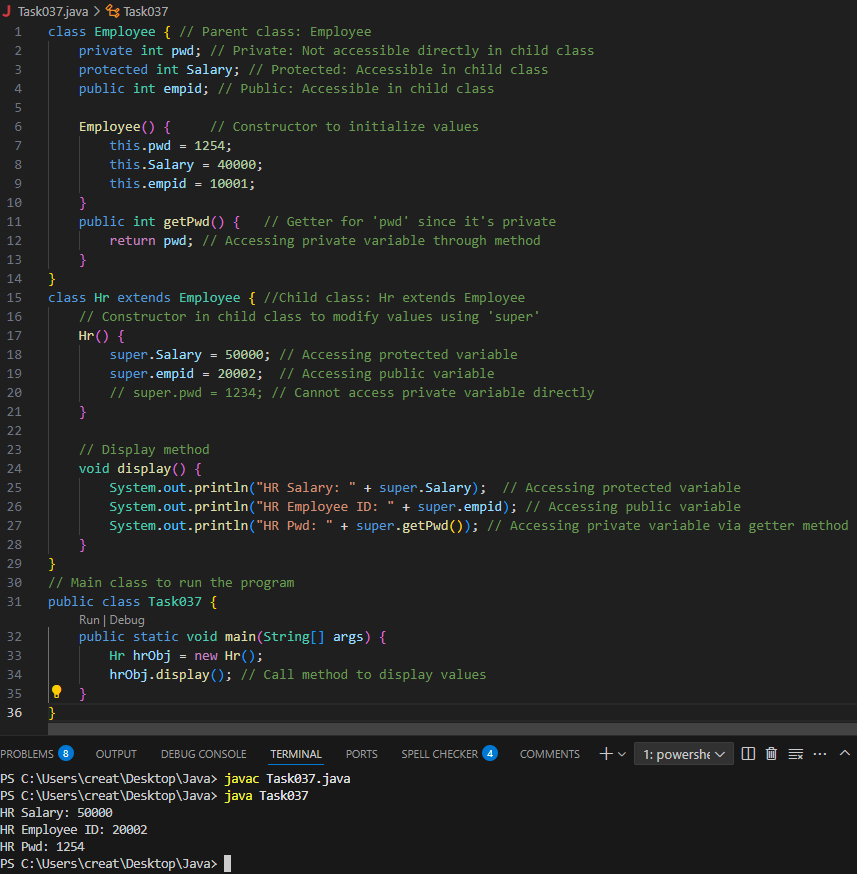 Task037.java > Task037
1 class Employee { // Parent class: Employee
2 private int pwd; // Private: Not accessible directly in child class
3 protected int Salary; // Protected: Accessible in child class
4 public int empid; // Public: Accessible in child class
5
6 Employee() { // Constructor to initialize values
7 this.pwd = 1254;
8 this.Salary = 40000;
9 this.empid = 10001;
10 }
11 public int getPwd() { // Getter for 'pwd' since it's private
12 return pwd; // Accessing private variable through method
13 }
14 }
15 class Hr extends Employee { //Child class: Hr extends Employee
16 // Constructor in child class to modify values using 'super'
17 Hr() {
18 super.Salary = 50000; // Accessing protected variable
19 super.empid = 20002; // Accessing public variable
20 // super.pwd = 1234; // Cannot access private variable directly
21 }
22
23 // Display method
24 void display() {
25 System.out.println("HR Salary: " + super.Salary); // Accessing protected variable
26 System.out.println("HR Employee ID: " + super.empid); // Accessing public variable
27 System.out.println("HR Pwd: " + super.getPwd()); // Accessing private variable via getter method
28 }
29 }
30 // Main class to run the program
31 public class Task037 {
Run | Debug
32 public static void main(String[] args) {
33 Hr hrObj = new Hr();
34 hrObj.display(); // Call method to display values
35 }
36 }
PROBLEMS 8 OUTPUT DEBUG CONSOLE TERMINAL PORTS SPELL CHECKER 4 COMMENTS 1: powershe
PS C:\Users\creat\Desktop\Java> javac Task037.java
PS C:\Users\creat\Desktop\Java> java Task037
HR Salary: 50000
HR Employee ID: 20002
HR Pwd: 1254
PS C:\Users\creat\Desktop\Java>